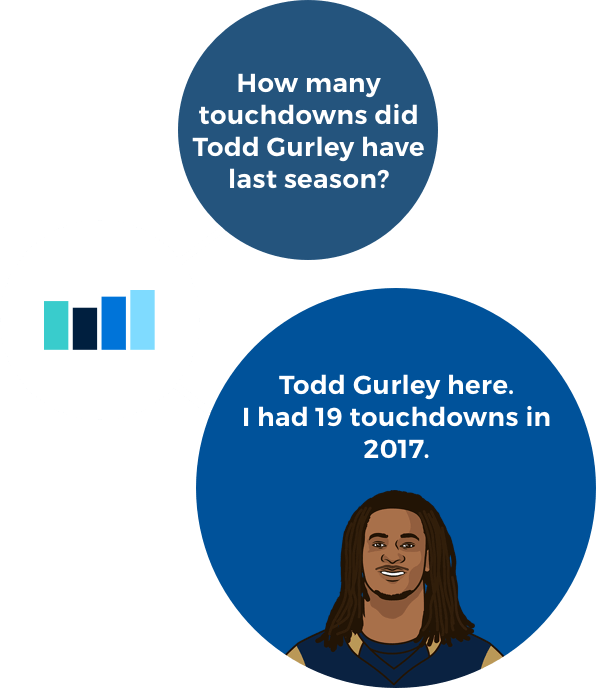 How many
touchdowns did
Todd Gurley have
last season?
Todd Gurley here.
I had 19 touchdowns in
2017.